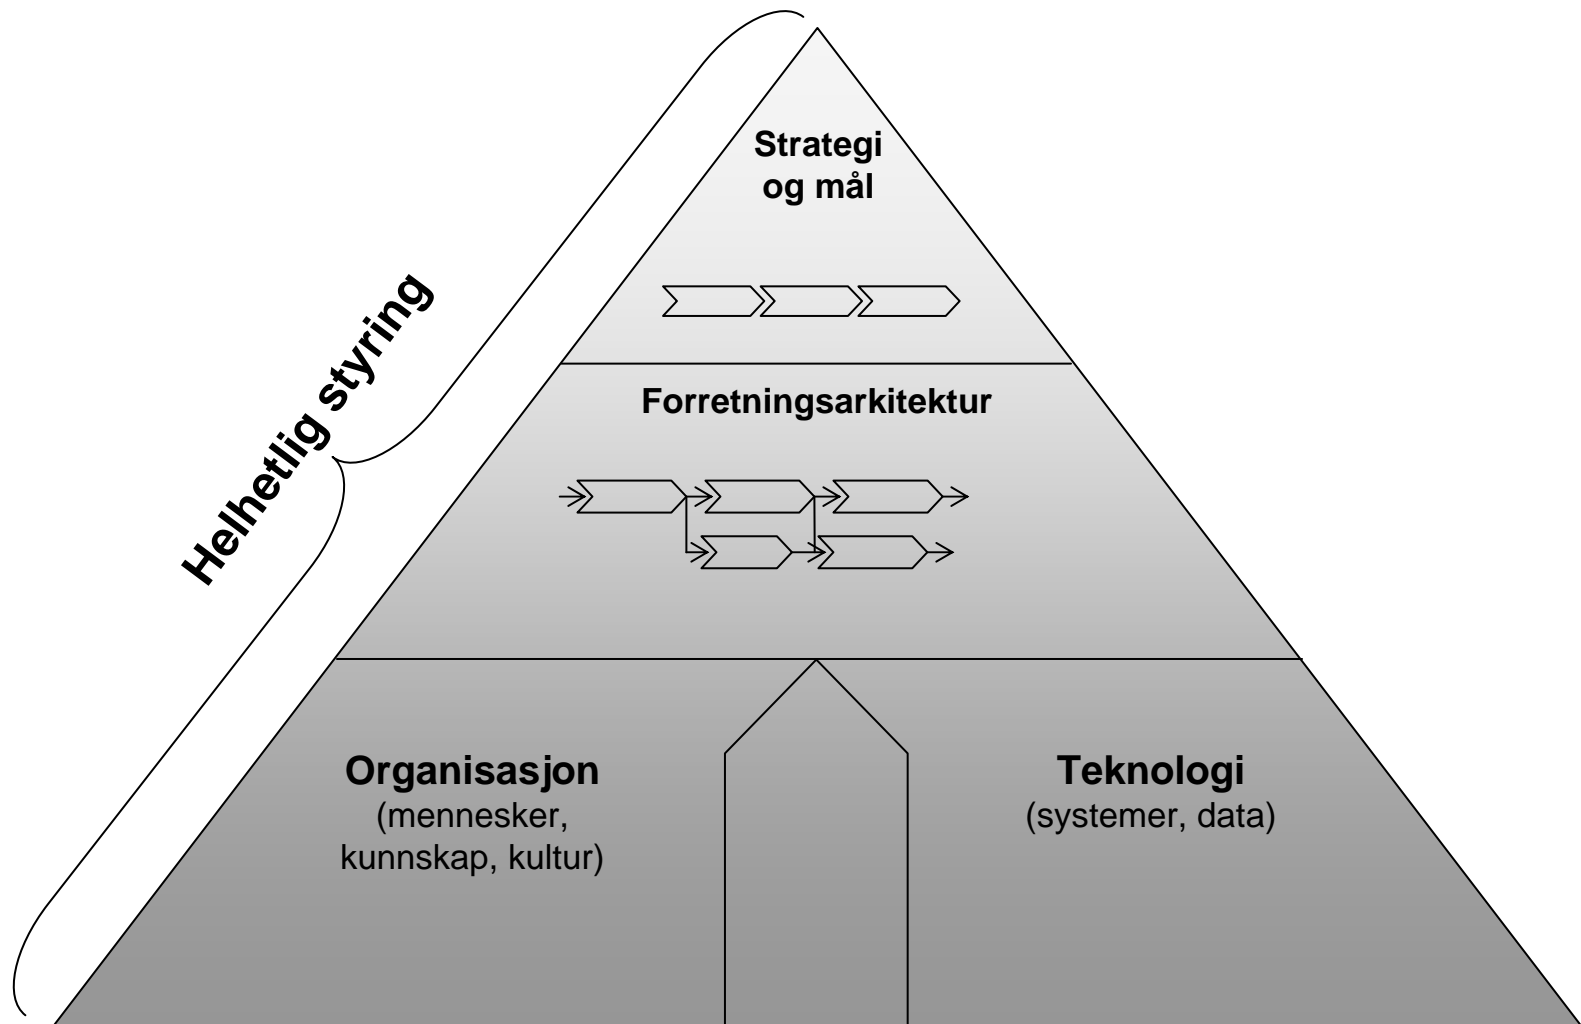 Strategi
og mål
Helhetlig styring
Forretningsarkitektur
Organisasjon
(mennesker,
kunnskap, kultur)
Teknologi
(systemer, data)